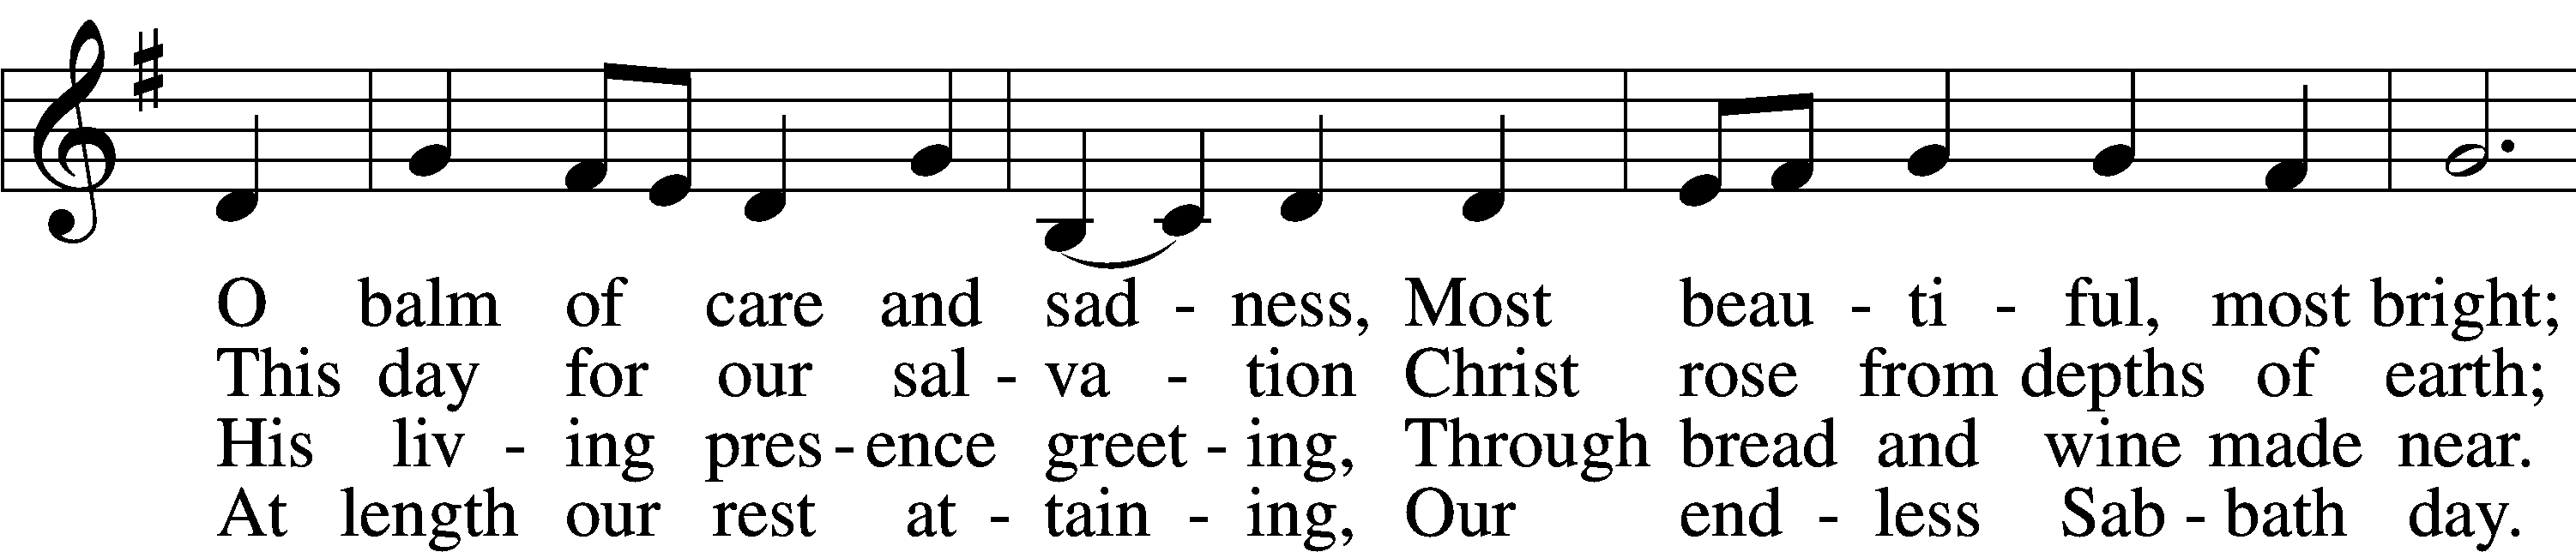 O balm of care and sad - ness, Most beau - ti - ful, most bright;
This day for our sal - va - tion Christ rose from depths of earth;
His liv - ing pres - ence greet - ing, Through bread and wine made near.
At length our rest at - tain - ing, Our end - less Sab - bath day.